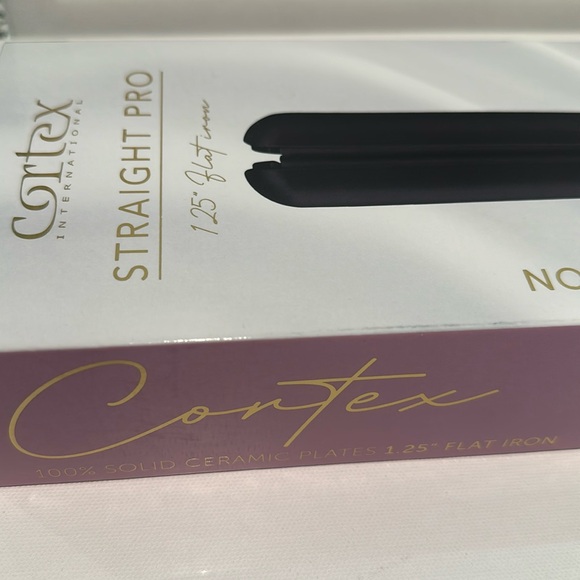 Cortex
INTERNATIONAL
STRAIGHT PRO
1.25" flat iron
NO
Cortex
100% SOLID CERAMIC PLATES 1.25" FLAT IRON